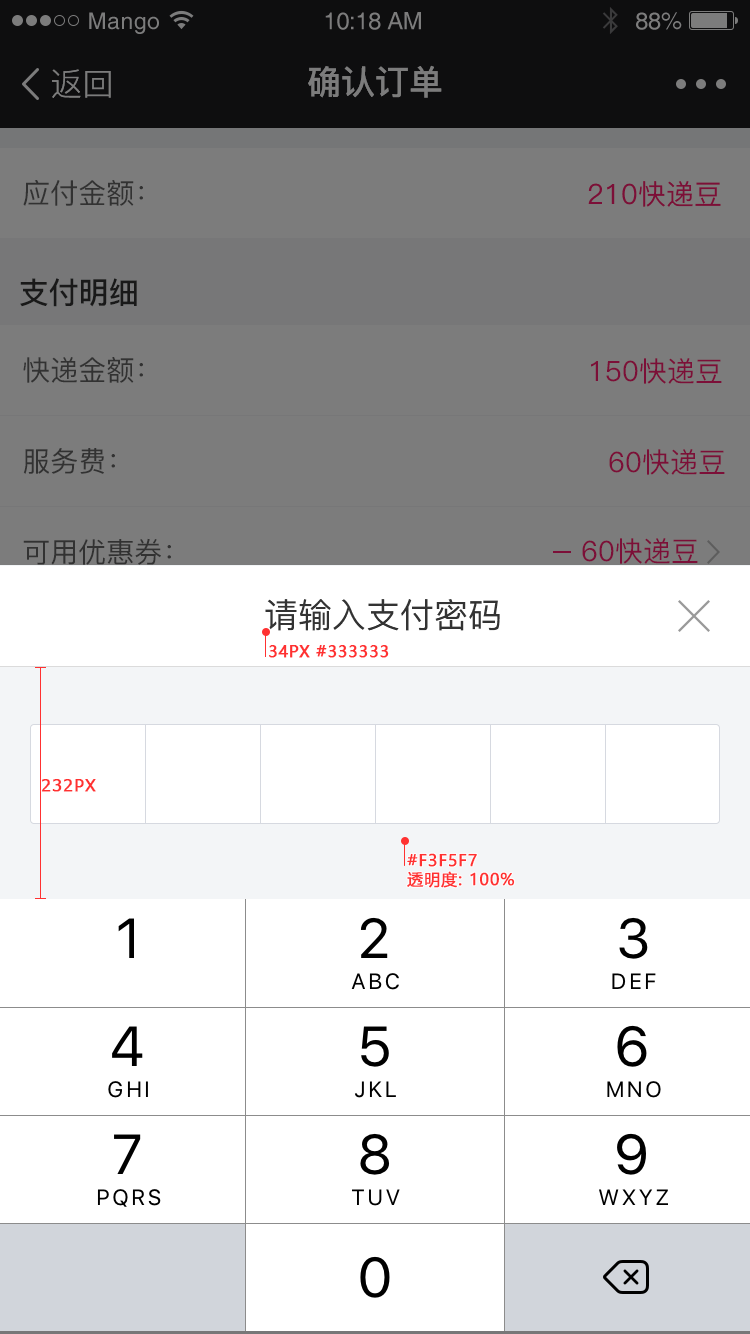 Mango 10:18 AM 88%
返回 确认订单
应付金额: 210快递豆
支付明细
快递金额: 150快递豆
服务费: 60快递豆
可用优惠券: — 60快递豆
请输入支付密码
34PX #333333
232PX
#F3F5F7
透明度: 100%
1 2 3
ABC DEF
4 5 6
GHI JKL MNO
7 8 9
PQRS TUV WXYZ
0